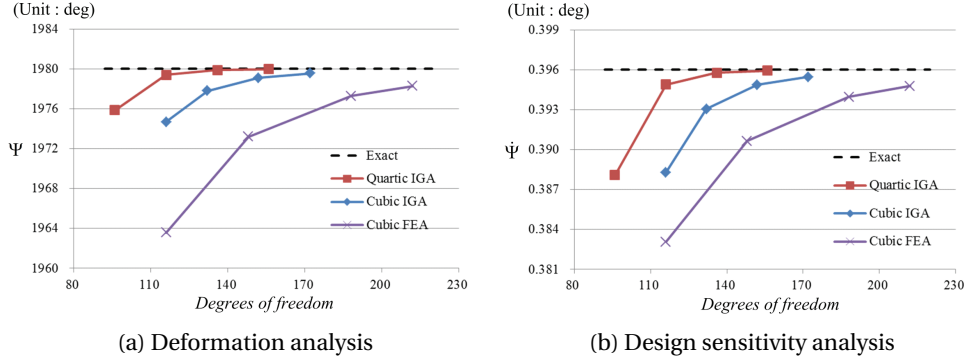 (Unit : deg)
1984
1980
1976
1972
1968
1964
1960
Ψ
Exact
Quartic IGA
Cubic IGA
Cubic FEA
80 110 140 170 200 230
Degrees of freedom
(a) Deformation analysis
(Unit : deg)
0.399
0.396
0.393
0.390
0.387
0.384
0.381
Ψ̇
Exact
Quartic IGA
Cubic IGA
Cubic FEA
80 110 140 170 200 230
Degrees of freedom
(b) Design sensitivity analysis